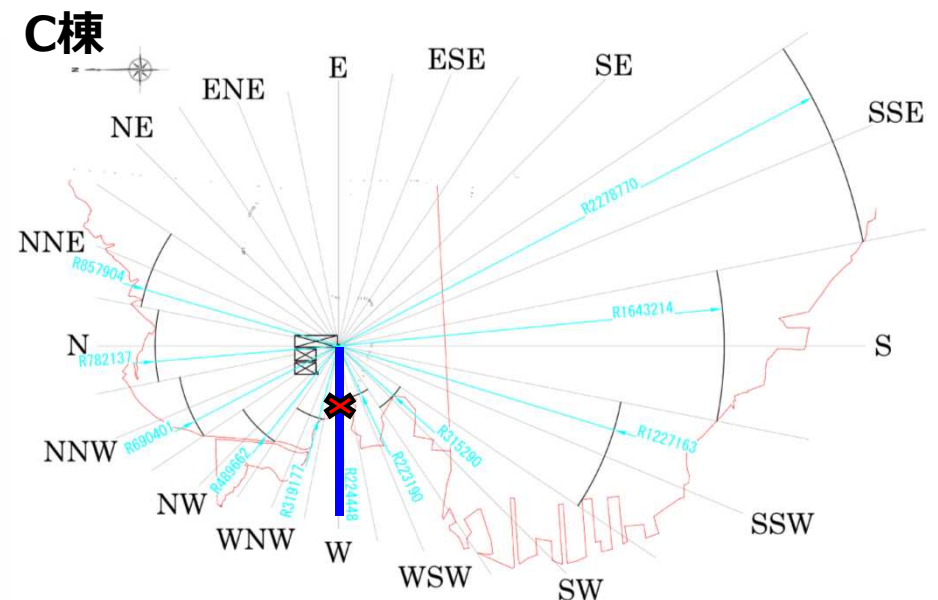 C棟
N
E
ESE
SE
ENE
SSE
NE
R2278770
NNE
R857904
R1643214
N
S
R782137
R690401
NNW
R489662
R319177
R224448
R223190
R315290
R1227163
NW
WNW
W
WSW
SW
SSW